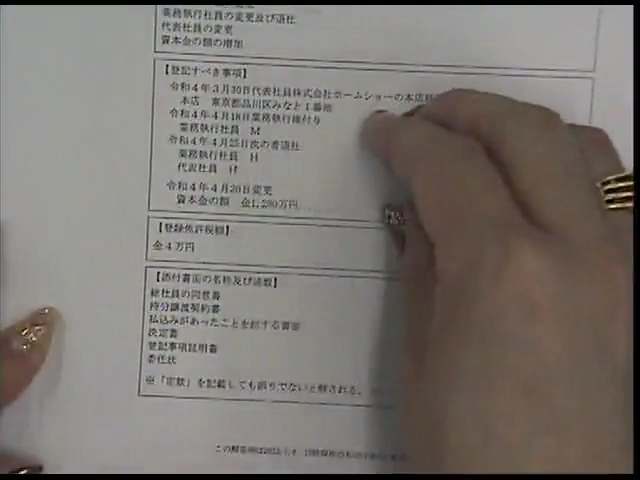 業務執行社員の変更及び退社
代表社員の変更
資本金の額の増加
【登記すべき事項】
令和4年3月30日代表社員株式会社ホームショーの本店移
本店 東京都品川区みなと1番地
令和4年4月18日業務執行権付与
業務執行社員 M
令和4年4月25日次の者退社
業務執行社員 H
代表社員 H
令和4年4月20日変更
資本金の額 金1,280万円
【登録免許税額】
金4万円
【添付書面の名称及び通数】
総社員の同意書
持分譲渡契約書
払込みがあったことを証する書面
決定書
登記事項証明書
委任状
※「定款」を記載しても誤りでないと解される。